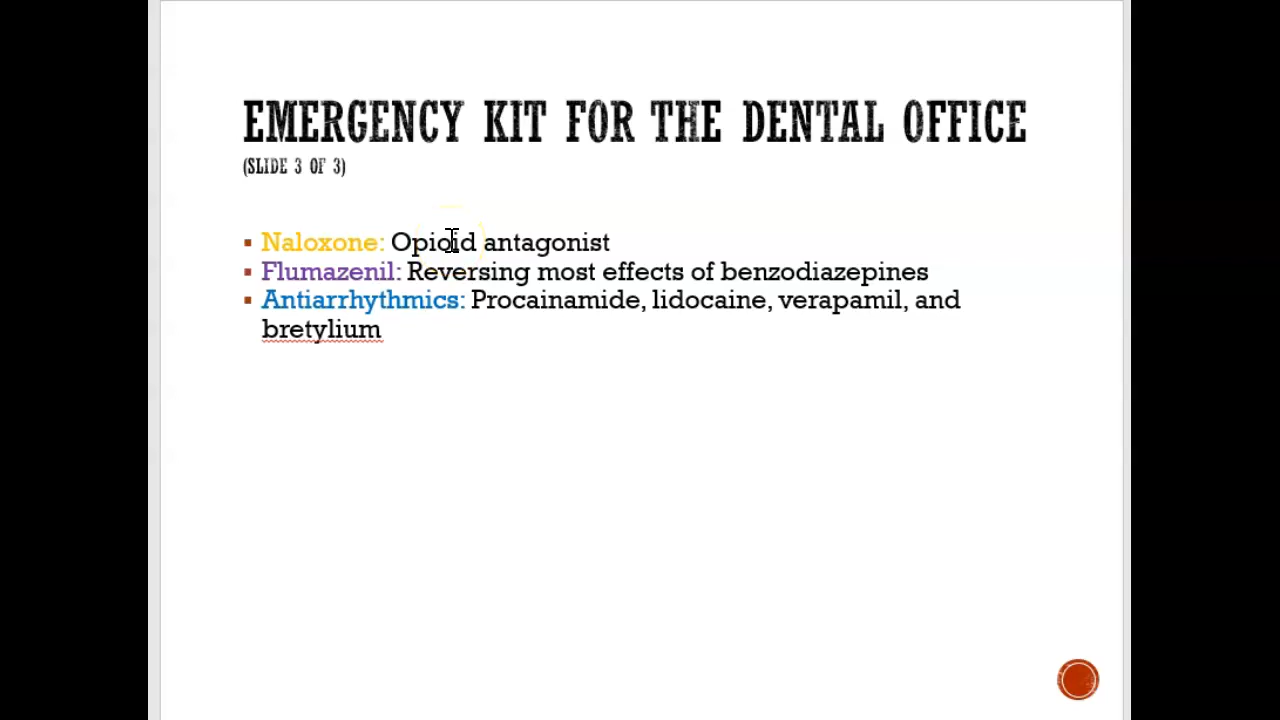 EMERGENCY KIT FOR THE DENTAL OFFICE
(SLIDE 3 OF 3)
▪ Naloxone: Opioid antagonist
▪ Flumazenil: Reversing most effects of benzodiazepines
▪ Antiarrhythmics: Procainamide, lidocaine, verapamil, and
bretylium